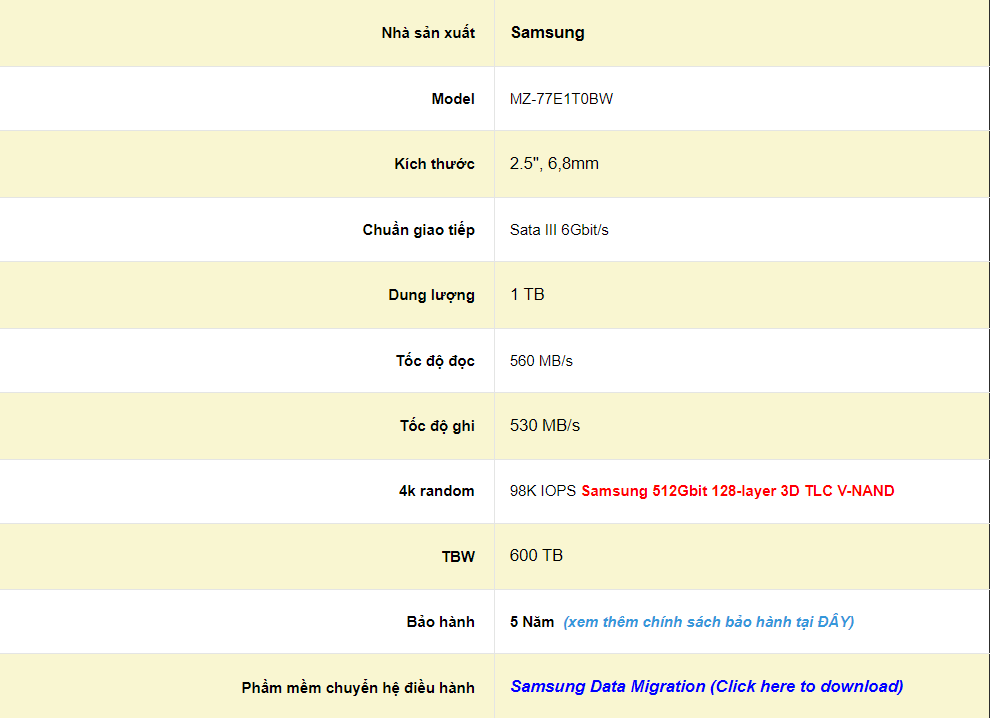 Nhà sản xuất Samsung
Model MZ-77E1T0BW
Kích thước 2.5", 6,8mm
Chuẩn giao tiếp Sata III 6Gbit/s
Dung lượng 1 TB
Tốc độ đọc 560 MB/s
Tốc độ ghi 530 MB/s
4k random 98K IOPS Samsung 512Gbit 128-layer 3D TLC V-NAND
TBW 600 TB
Bảo hành 5 Năm (xem thêm chính sách bảo hành tại ĐÂY)
Phầm mềm chuyển hệ điều hành Samsung Data Migration (Click here to download)